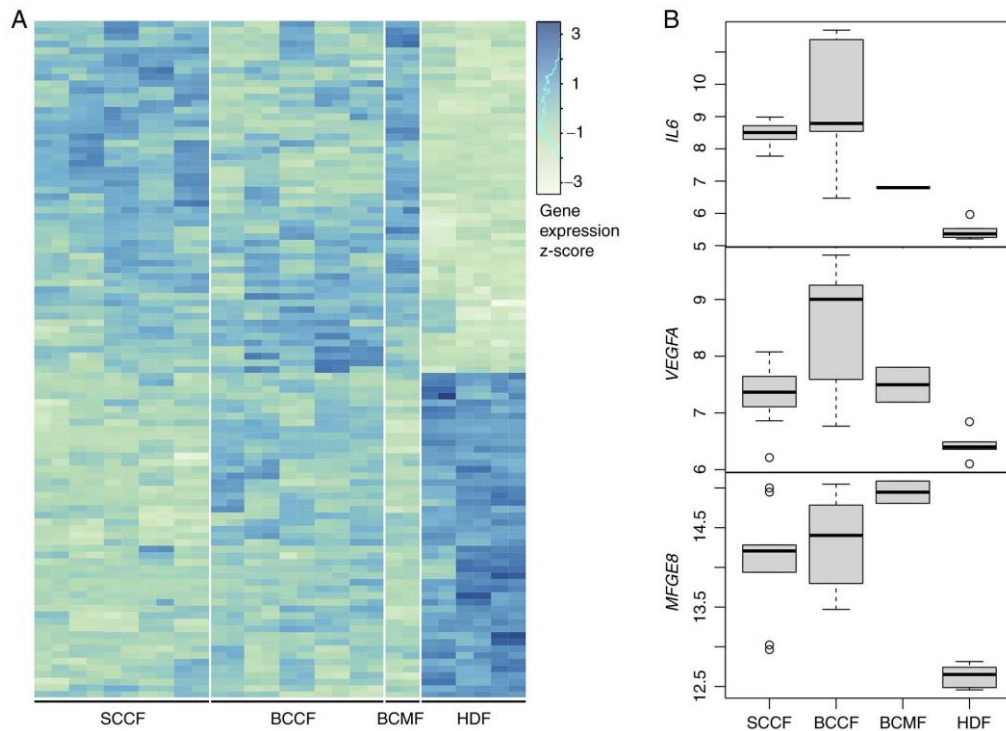 A
3
1
−1
−3
Gene
expression
z-score
SCCF BCCF BCMF HDF
B
IL6
10
9
8
7
6
5
VEGFA
9
8
7
6
MFGE8
14.5
13.5
12.5
SCCF BCCF BCMF HDF